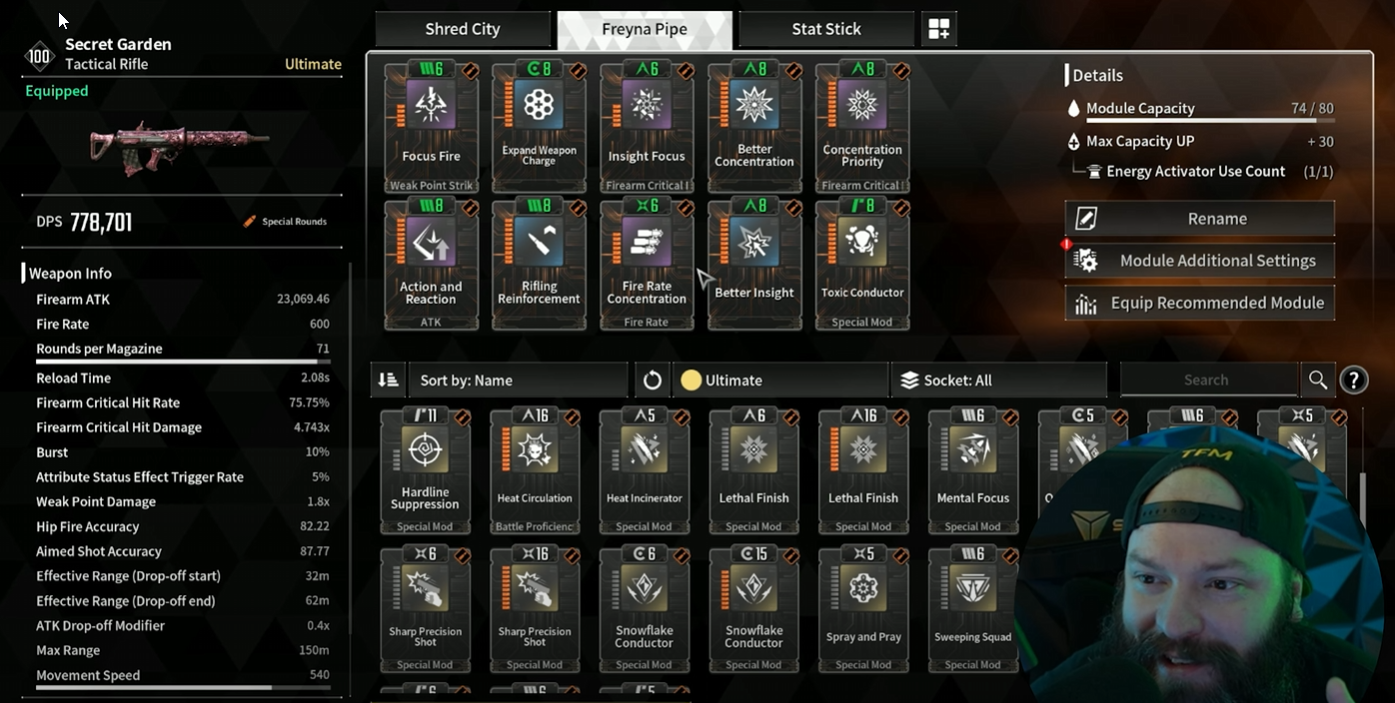 Shred City
Freyna Pipe
Stat Stick
100
Secret Garden
Tactical Rifle
Ultimate
Equipped
DPS 778,701
Special Rounds
Weapon Info
Firearm ATK 23,069.46
Fire Rate 600
Rounds per Magazine 71
Reload Time 2.08s
Firearm Critical Hit Rate 75.75%
Firearm Critical Hit Damage 4.743x
Burst 10%
Attribute Status Effect Trigger Rate 5%
Weak Point Damage 1.8x
Hip Fire Accuracy 82.22
Aimed Shot Accuracy 87.77
Effective Range (Drop-off start) 32m
Effective Range (Drop-off end) 62m
ATK Drop-off Modifier 0.4x
Max Range 150m
Movement Speed 540
6 8 6 8 8
Focus Fire
Expand Weapon
Charge
Insight Focus
Better
Concentration
Concentration
Priority
Weak Point Strik
Firearm Critical
Firearm Critical
8 8 6 8 8
Action and
Reaction
Rifling
Reinforcement
Fire Rate
Concentration
Better Insight
Toxic Conductor
ATK
Fire Rate
Special Mod
Details
Module Capacity 74 / 80
Max Capacity UP + 30
Energy Activator Use Count (1/1)
Rename
Module Additional Settings
Equip Recommended Module
Sort by: Name
Ultimate
Socket: All
Search
?
11 16 5 6 16 6 5 6 5
Hardline
Suppression
Heat Circulation
Heat Incinerator
Lethal Finish
Lethal Finish
Mental Focus
Special Mod
Battle Proficienc
Special Mod
Special Mod
Special Mod
Special Mod
6 16 6 15 5 6
Sharp Precision
Shot
Sharp Precision
Shot
Snowflake
Conductor
Snowflake
Conductor
Spray and Pray
Sweeping Squad
Special Mod
Special Mod
Special Mod
Special Mod
Special Mod
Special Mod
6 6 5
TFM